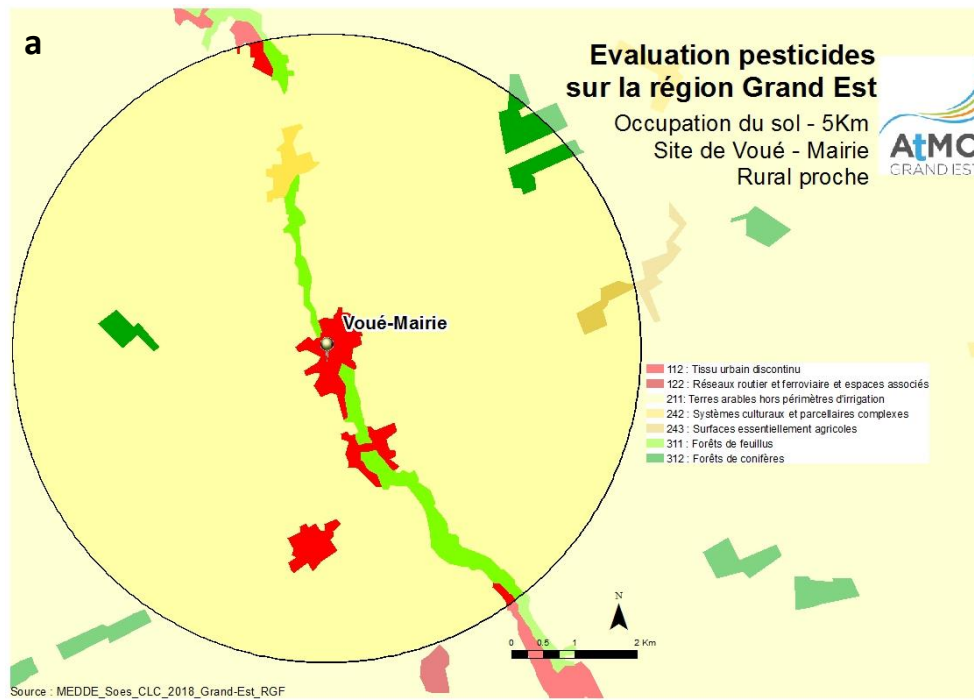 a
Evaluation pesticides
sur la région Grand Est
Occupation du sol - 5Km
Site de Voué - Mairie
Rural proche
AtMO
GRAND EST
Voué-Mairie
112 : Tissu urbain discontinu
122 : Réseaux routier et ferroviaire et espaces associés
211: Terres arables hors périmètres d'irrigation
242 : Systèmes culturaux et parcellaires complexes
243 : Surfaces essentiellement agricoles
311 : Forêts de feuillus
312 : Forêts de conifères
N
0 0.5 1 2 Km
Source : MEDDE_Soes_CLC_2018_Grand-Est_RGF